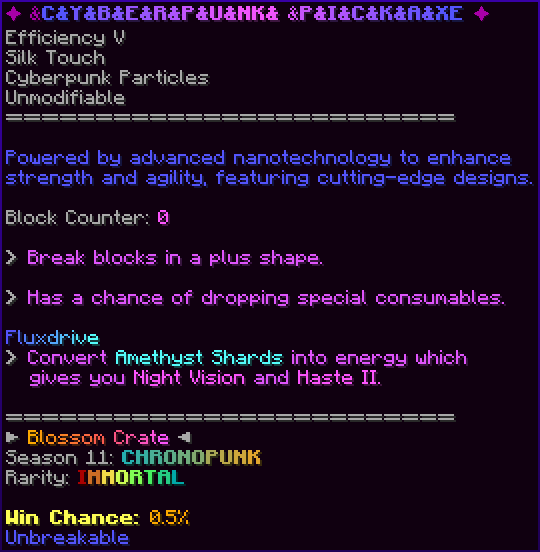 ✦ &C&Y&B&E&R&P&U&N&K& &P&I&C&K&A&XE ✦
Efficiency V
Silk Touch
Cyberpunk Particles
Unmodifiable
=========================
Powered by advanced nanotechnology to enhance
strength and agility, featuring cutting-edge designs.
Block Counter: 0
> Break blocks in a plus shape.
> Has a chance of dropping special consumables.
Fluxdrive
> Convert Amethyst Shards into energy which
gives you Night Vision and Haste II.
=========================
► Blossom Crate ◄
Season 11: CHRONOPUNK
Rarity: IMMORTAL
Win Chance: 0.5%
Unbreakable